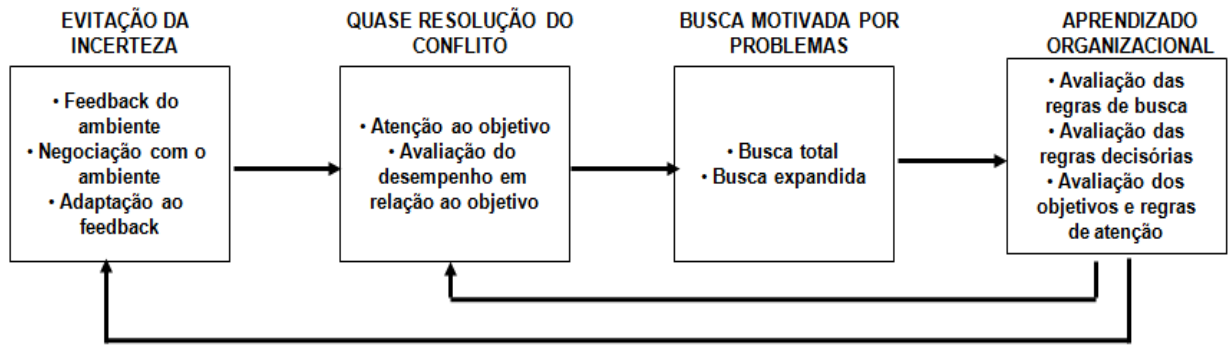 EVITAÇÃO DA
INCERTEZA
• Feedback do
ambiente
• Negociação com o
ambiente
• Adaptação ao
feedback
QUASE RESOLUÇÃO DO
CONFLITO
• Atenção ao objetivo
• Avaliação do
desempenho em
relação ao objetivo
BUSCA MOTIVADA POR
PROBLEMAS
• Busca total
• Busca expandida
APRENDIZADO
ORGANIZACIONAL
• Avaliação das
regras de busca
• Avaliação das
regras decisórias
• Avaliação dos
objetivos e regras
de atenção